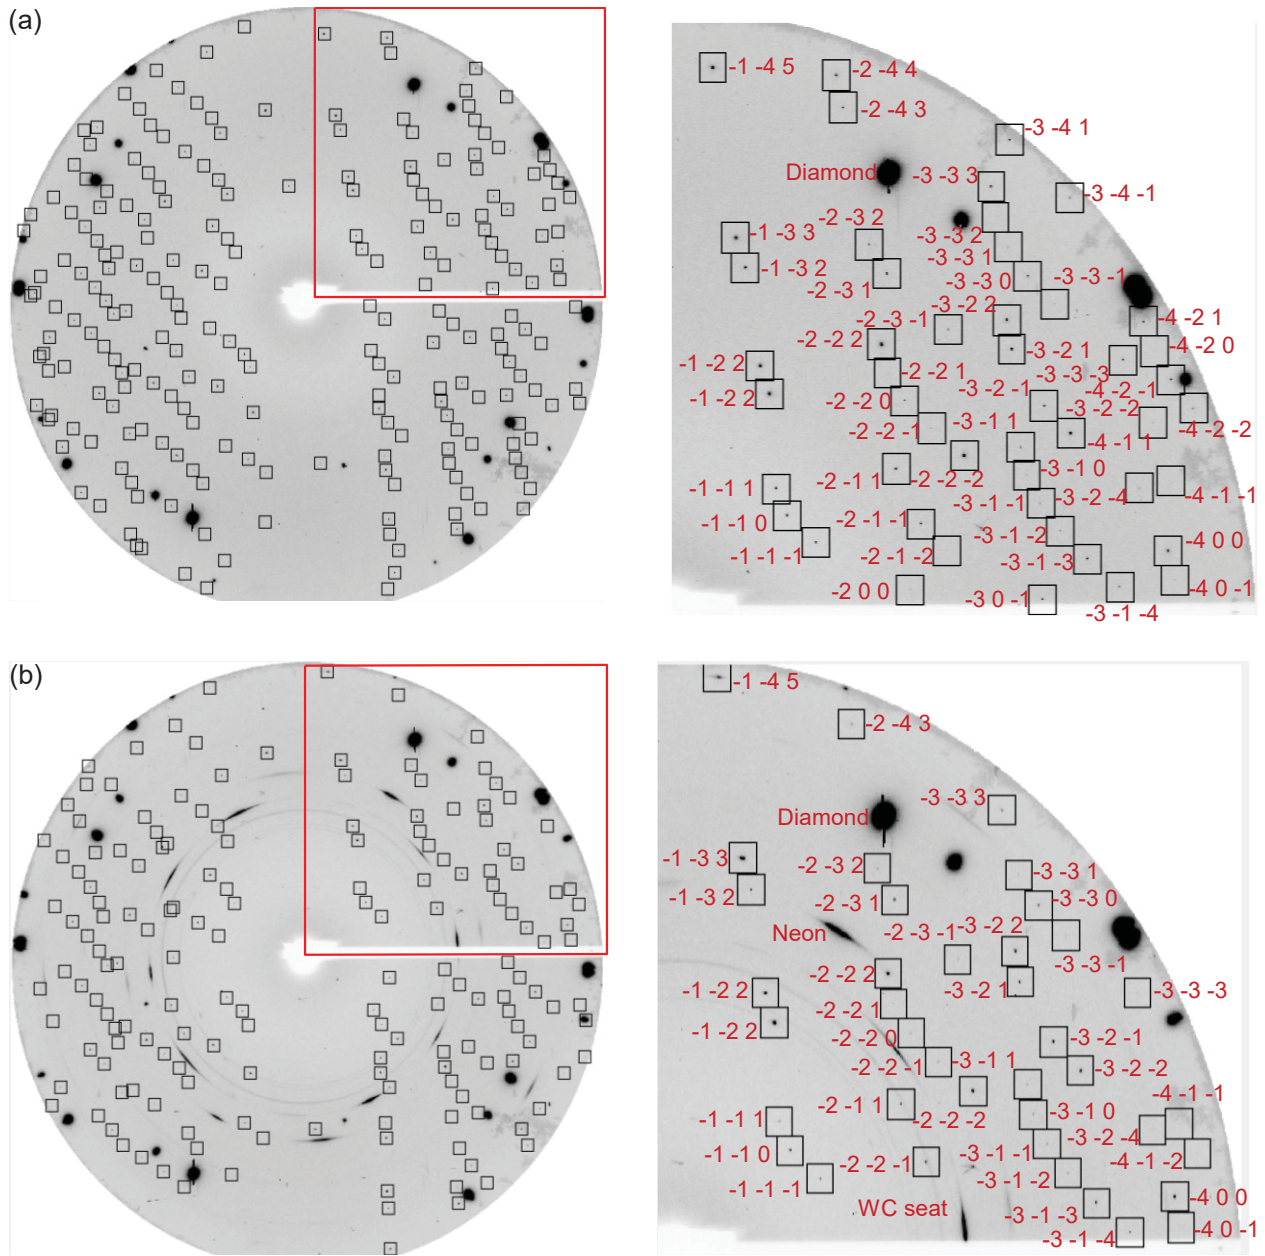 (a)
-1 -4 5
-2 -4 4
-2 -4 3
-3 -4 1
Diamond
-3 -3 3
-3 -4 -1
-2 -3 2
-1 -3 3
-3 -3 2
-3 -3 1
-1 -3 2
-3 -3 0
-3 -3 -1
-2 -3 1
-3 -2 2
-2 -3 -1
-4 -2 1
-2 -2 2
-4 -2 0
-3 -2 1
-1 -2 2
-2 -2 1
-3 -3 -3
-3 -2 -1
-4 -2 -1
-1 -2 2
-2 -2 0
-3 -2 -2
-3 -1 1
-2 -2 -1
-4 -1 1
-4 -2 -2
-3 -1 0
-1 -1 1
-2 -1 1
-2 -2 -2
-3 -2 -4
-4 -1 -1
-3 -1 -1
-1 -1 0
-2 -1 -1
-3 -1 -2
-1 -1 -1
-2 -1 -2
-4 0 0
-3 -1 -3
-2 0 0
-4 0 -1
-3 0 -1
-3 -1 -4
(b)
-1 -4 5
-2 -4 3
-3 -3 3
Diamond
-1 -3 3
-2 -3 2
-3 -3 1
-1 -3 2
-3 -3 0
-2 -3 1
Neon
-2 -3 -1
-3 -2 2
-3 -3 -1
-2 -2 2
-3 -2 1
-1 -2 2
-3 -3 -3
-2 -2 1
-1 -2 2
-2 -2 0
-3 -2 -1
-2 -2 -1
-3 -1 1
-3 -2 -2
-4 -1 -1
-2 -1 1
-1 -1 1
-2 -2 -2
-3 -1 0
-3 -2 -4
-1 -1 0
-3 -1 -1
-2 -2 -1
-4 -1 -2
-3 -1 -2
-1 -1 -1
-4 0 0
WC seat
-3 -1 -3
-4 0 -1
-3 -1 -4